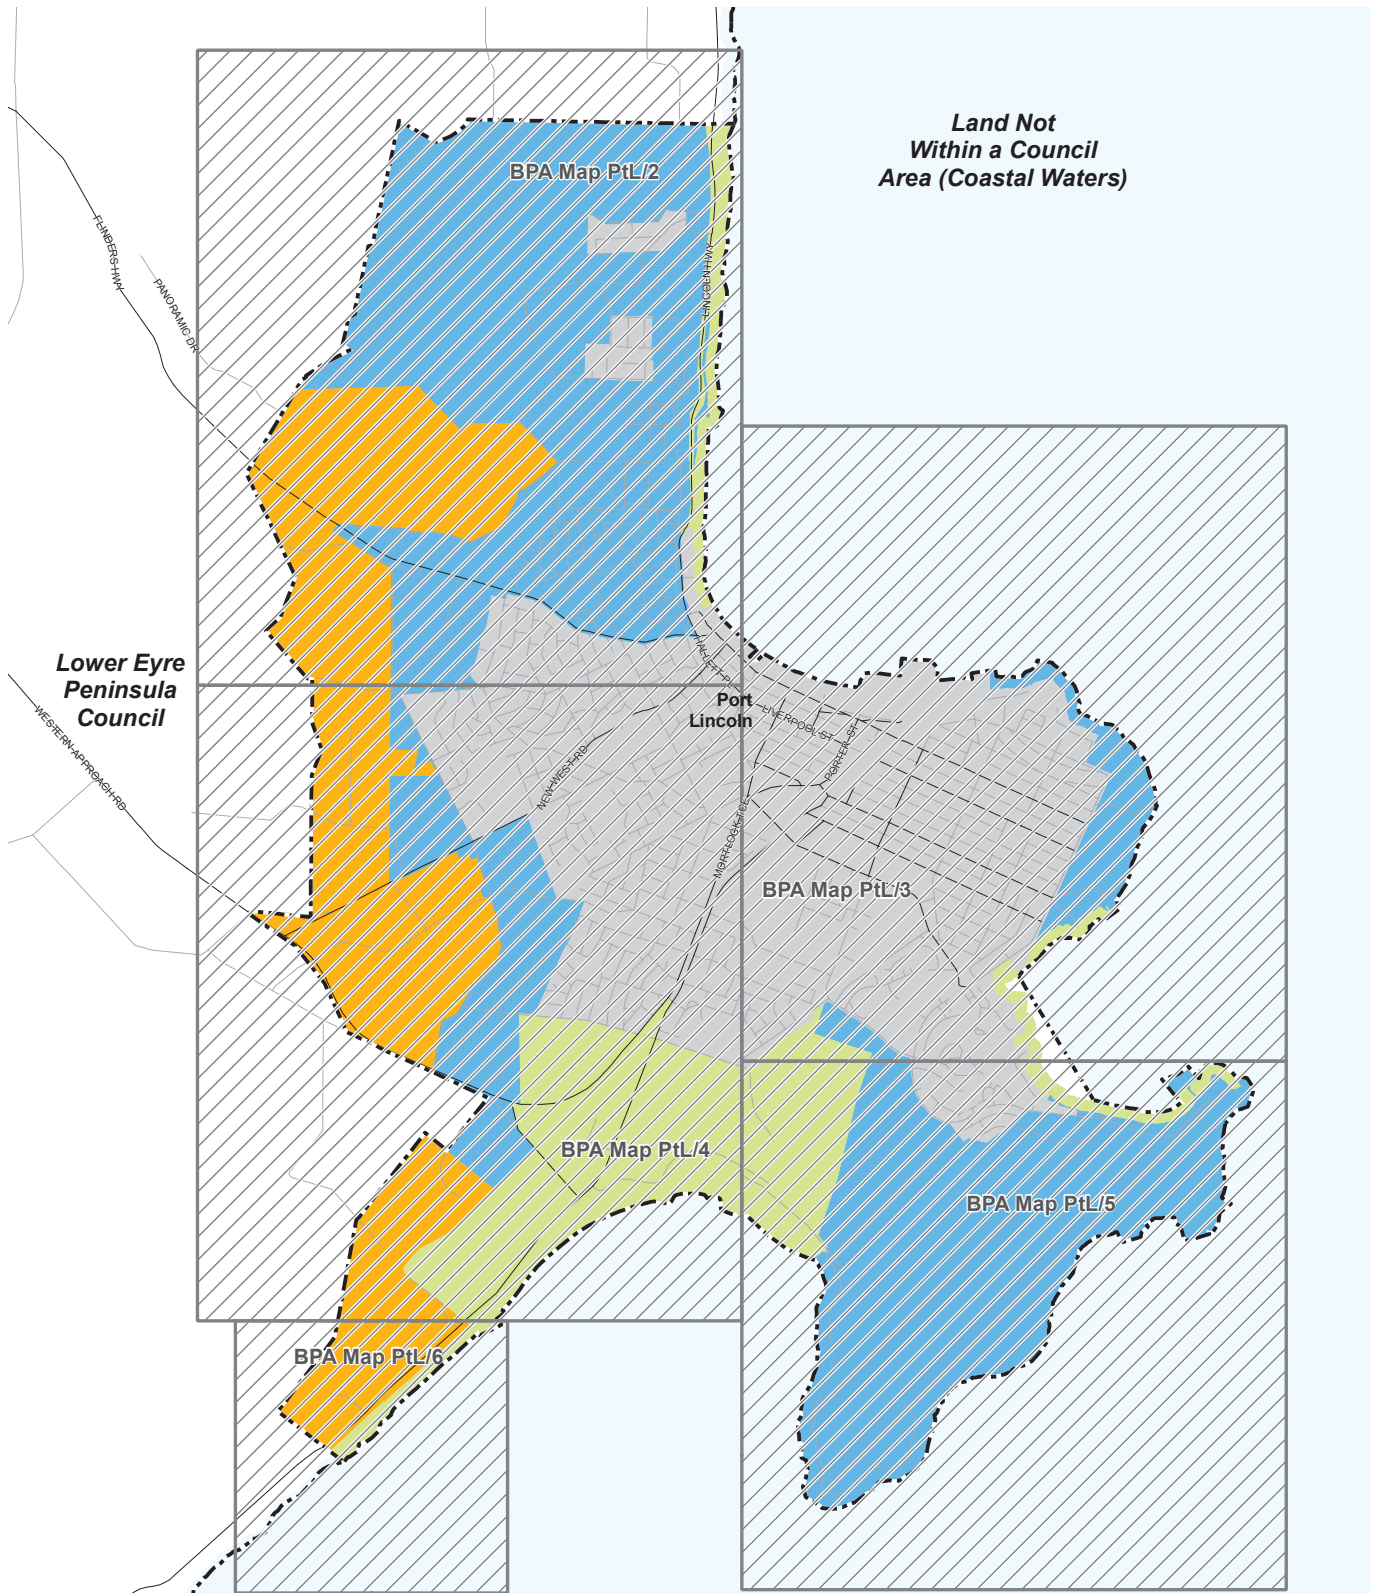 Land Not
Within a Council
Area (Coastal Waters)
BPA Map PtL/2
FLINDERS HWY
PANORAMIC DR
LINCOLN HWY
Lower Eyre
Peninsula
Council
WESTERN APPROACH RD
HALLETT P
Port
Lincoln
LIVERPOOL ST
PORTER ST
NEW WEST RD
MORTLOCK TCE
BPA Map PtL/3
BPA Map PtL/4
BPA Map PtL/5
BPA Map PtL/6